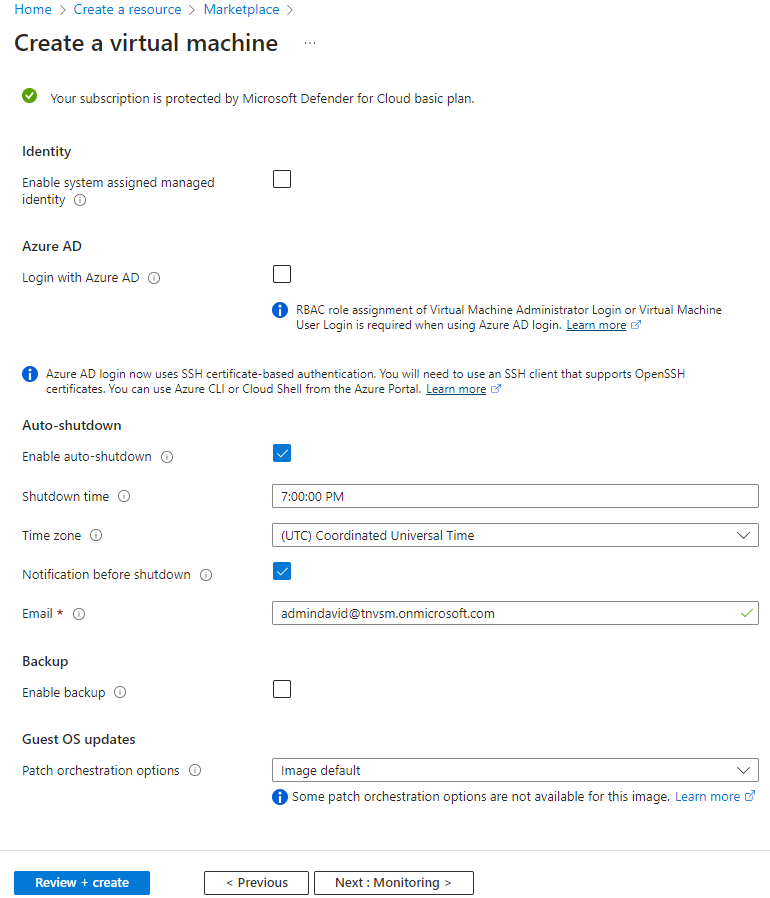 Home > Create a resource > Marketplace >
Create a virtual machine ...
Your subscription is protected by Microsoft Defender for Cloud basic plan.
Identity
Enable system assigned managed
identity
Azure AD
Login with Azure AD
RBAC role assignment of Virtual Machine Administrator Login or Virtual Machine
User Login is required when using Azure AD login. Learn more
Azure AD login now uses SSH certificate-based authentication. You will need to use an SSH client that supports OpenSSH
certificates. You can use Azure CLI or Cloud Shell from the Azure Portal. Learn more
Auto-shutdown
Enable auto-shutdown
Shutdown time
7:00:00 PM
Time zone
(UTC) Coordinated Universal Time
Notification before shutdown
Email *
admindavid@tnvsm.onmicrosoft.com
Backup
Enable backup
Guest OS updates
Patch orchestration options
Image default
Some patch orchestration options are not available for this image. Learn more
Review + create
< Previous
Next : Monitoring >